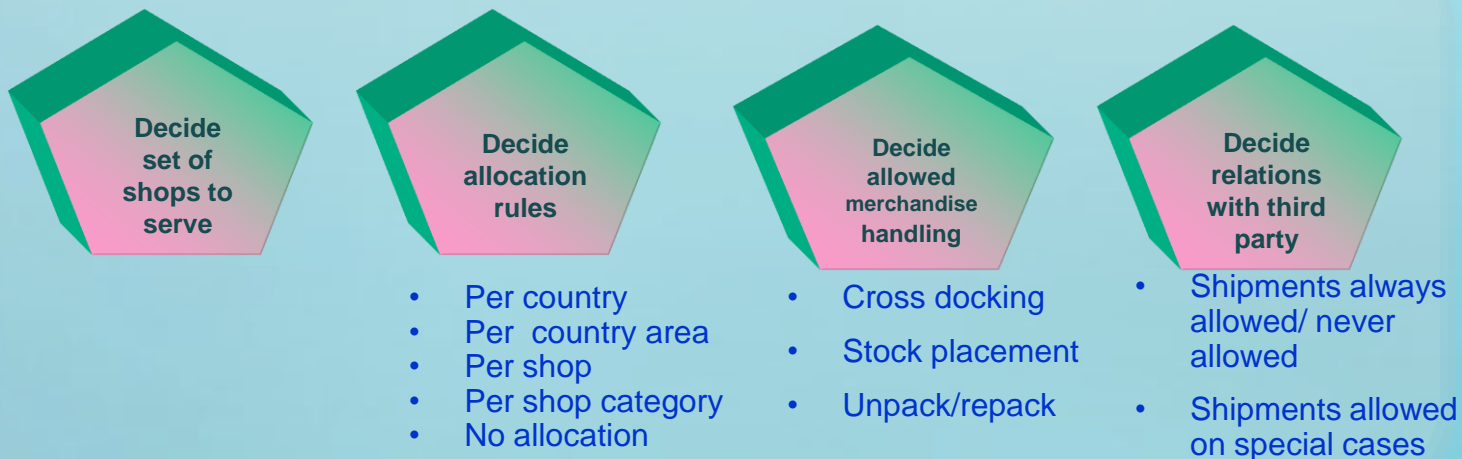 Decide
set of
shops to
serve
Decide
allocation
rules
• Per country
• Per country area
• Per shop
• Per shop category
• No allocation
Decide
allowed
merchandise
handling
• Cross docking
• Stock placement
• Unpack/repack
Decide
relations
with third
party
• Shipments always
allowed/ never
allowed
• Shipments allowed
on special cases